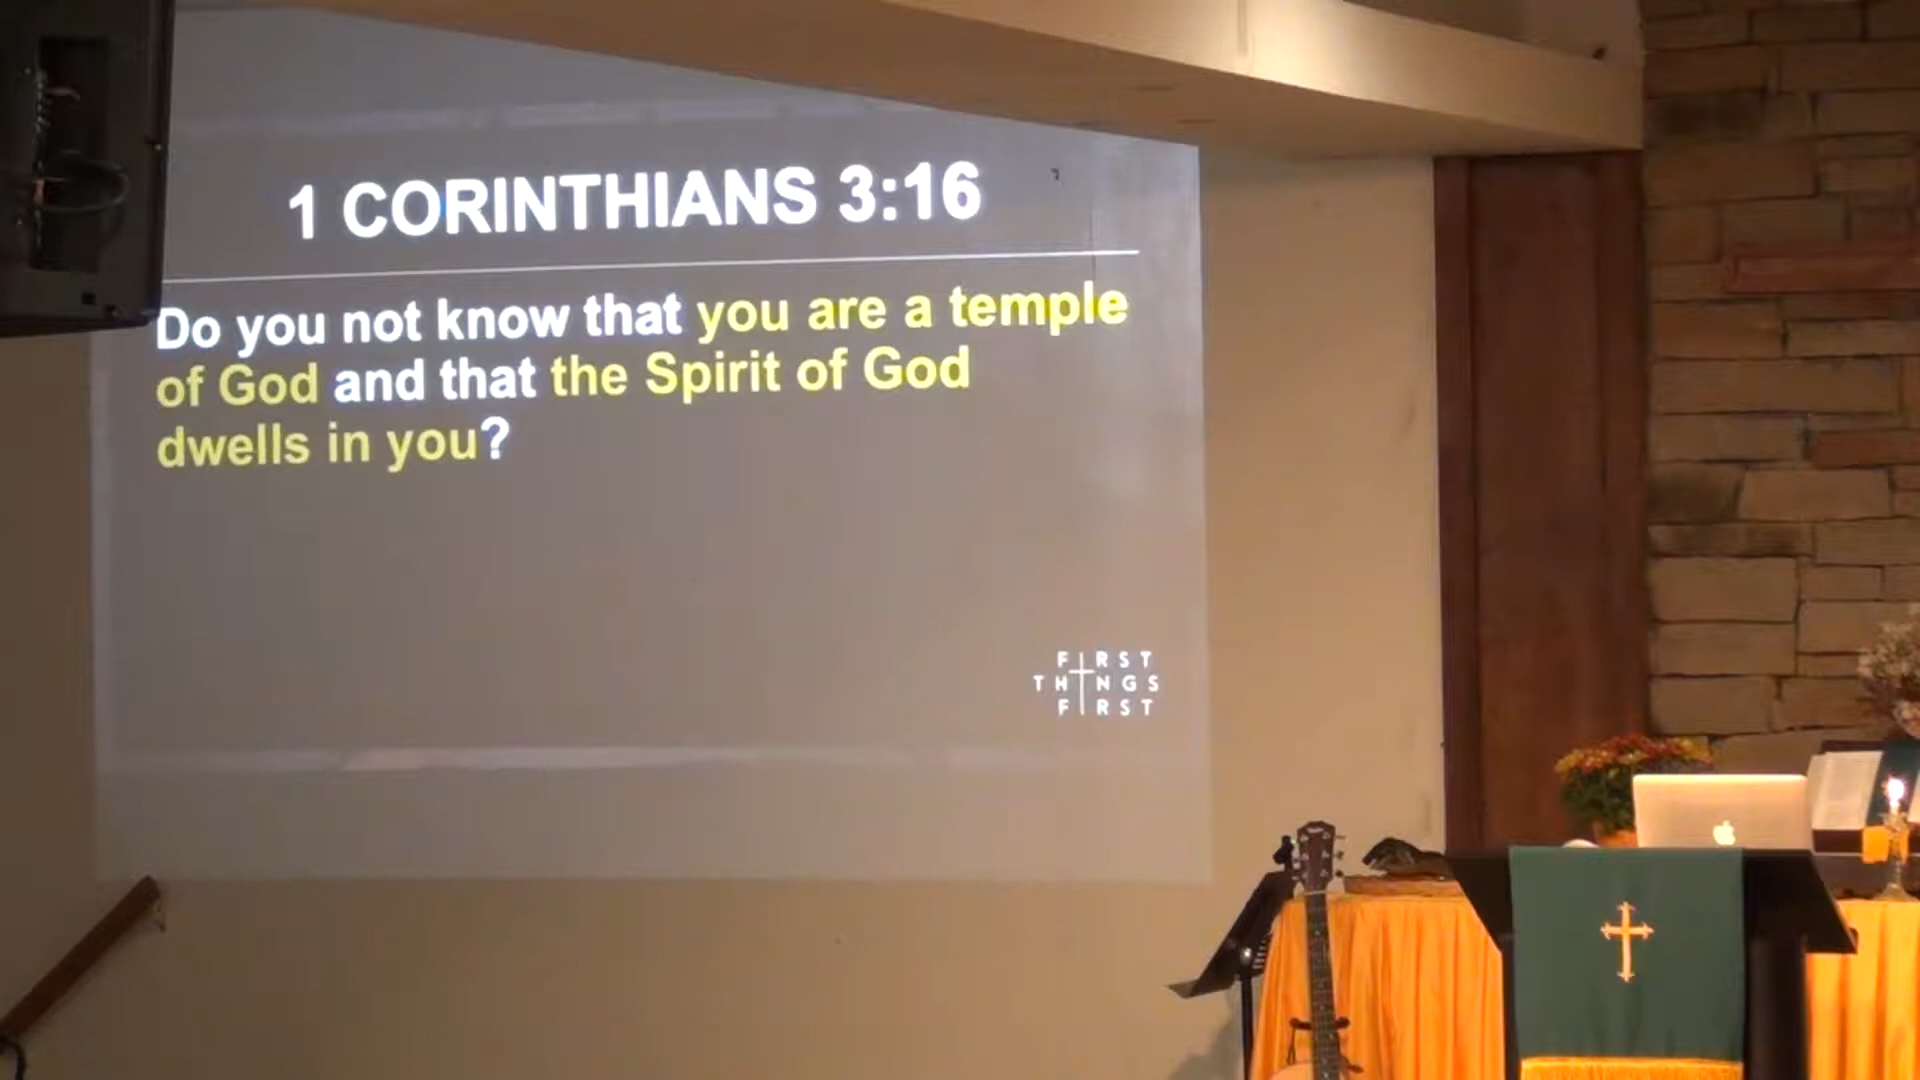 1 CORINTHIANS 3:16
Do you not know that you are a temple
of God and that the Spirit of God
dwells in you?
FIRST
THINGS
FIRST